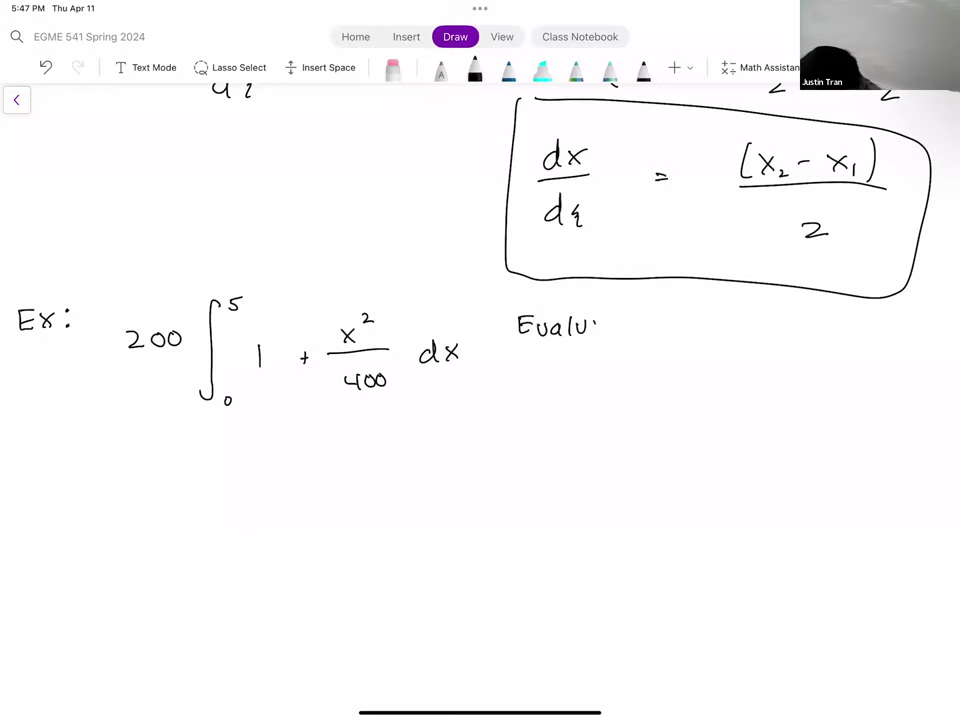 5:47 PM Thu Apr 11
EGME 541 Spring 2024
Home Insert Draw View Class Notebook
Text Mode Lasso Select Insert Space A Math Assistan
Justin Tran
dx/dξ = (x₂ - x₁)/2
Ex: 200 ∫₀⁵ 1 + x²/400 dx Evalu